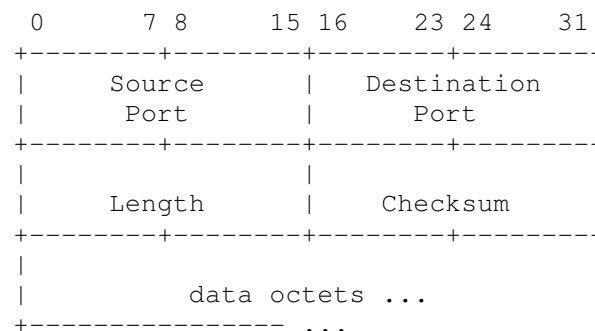 0      7 8     15 16    23 24    31
+--------+--------+--------+--------
|     Source      |   Destination
|      Port       |      Port
+--------+--------+--------+--------
|                 |
|     Length      |    Checksum
+--------+--------+--------+--------
|
|          data octets ...
+---------------- ...